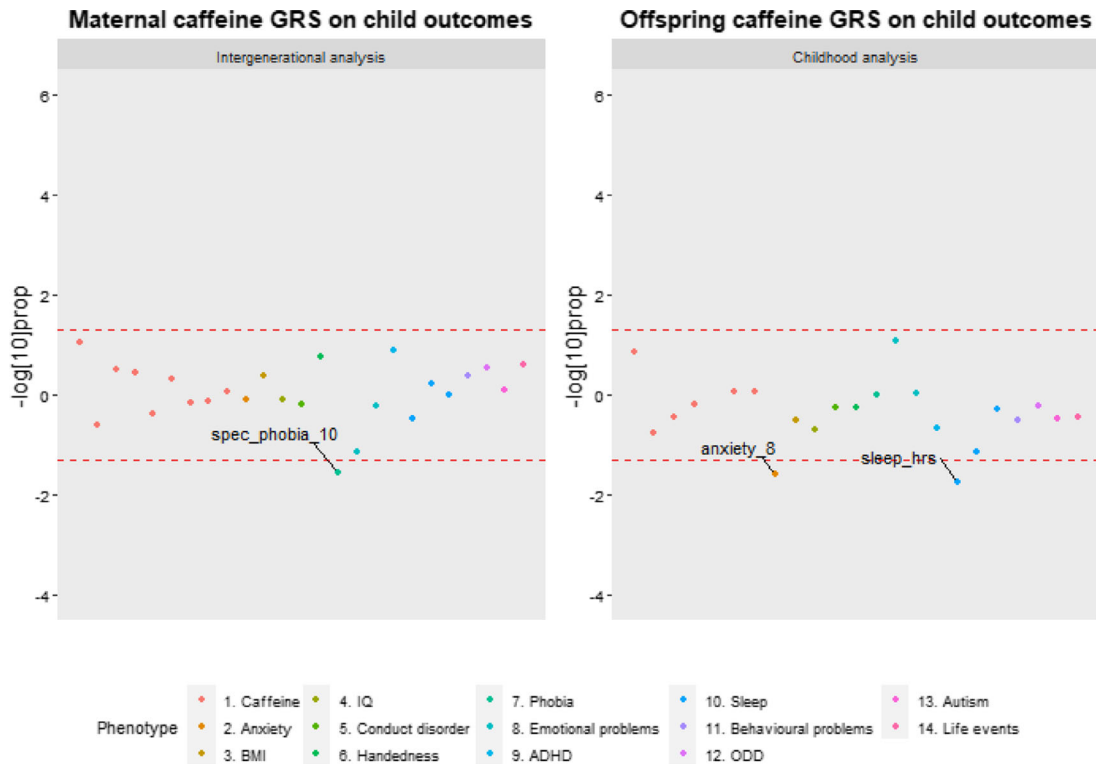 Maternal caffeine GRS on child outcomes
Intergenerational analysis
6
4
2
0
-2
-4
-log[10]prop
spec_phobia_10
Offspring caffeine GRS on child outcomes
Childhood analysis
6
4
2
0
-2
-4
-log[10]prop
anxiety_8
sleep_hrs
Phenotype
1. Caffeine
2. Anxiety
3. BMI
4. IQ
5. Conduct disorder
6. Handedness
7. Phobia
8. Emotional problems
9. ADHD
10. Sleep
11. Behavioural problems
12. ODD
13. Autism
14. Life events